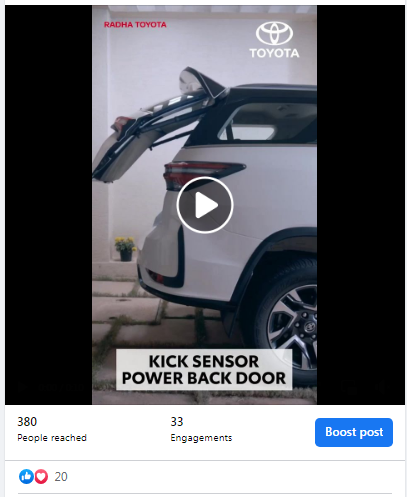 RADHA TOYOTA
TOYOTA
KICK SENSOR
POWER BACK DOOR
380
People reached
33
Engagements
Boost post
20